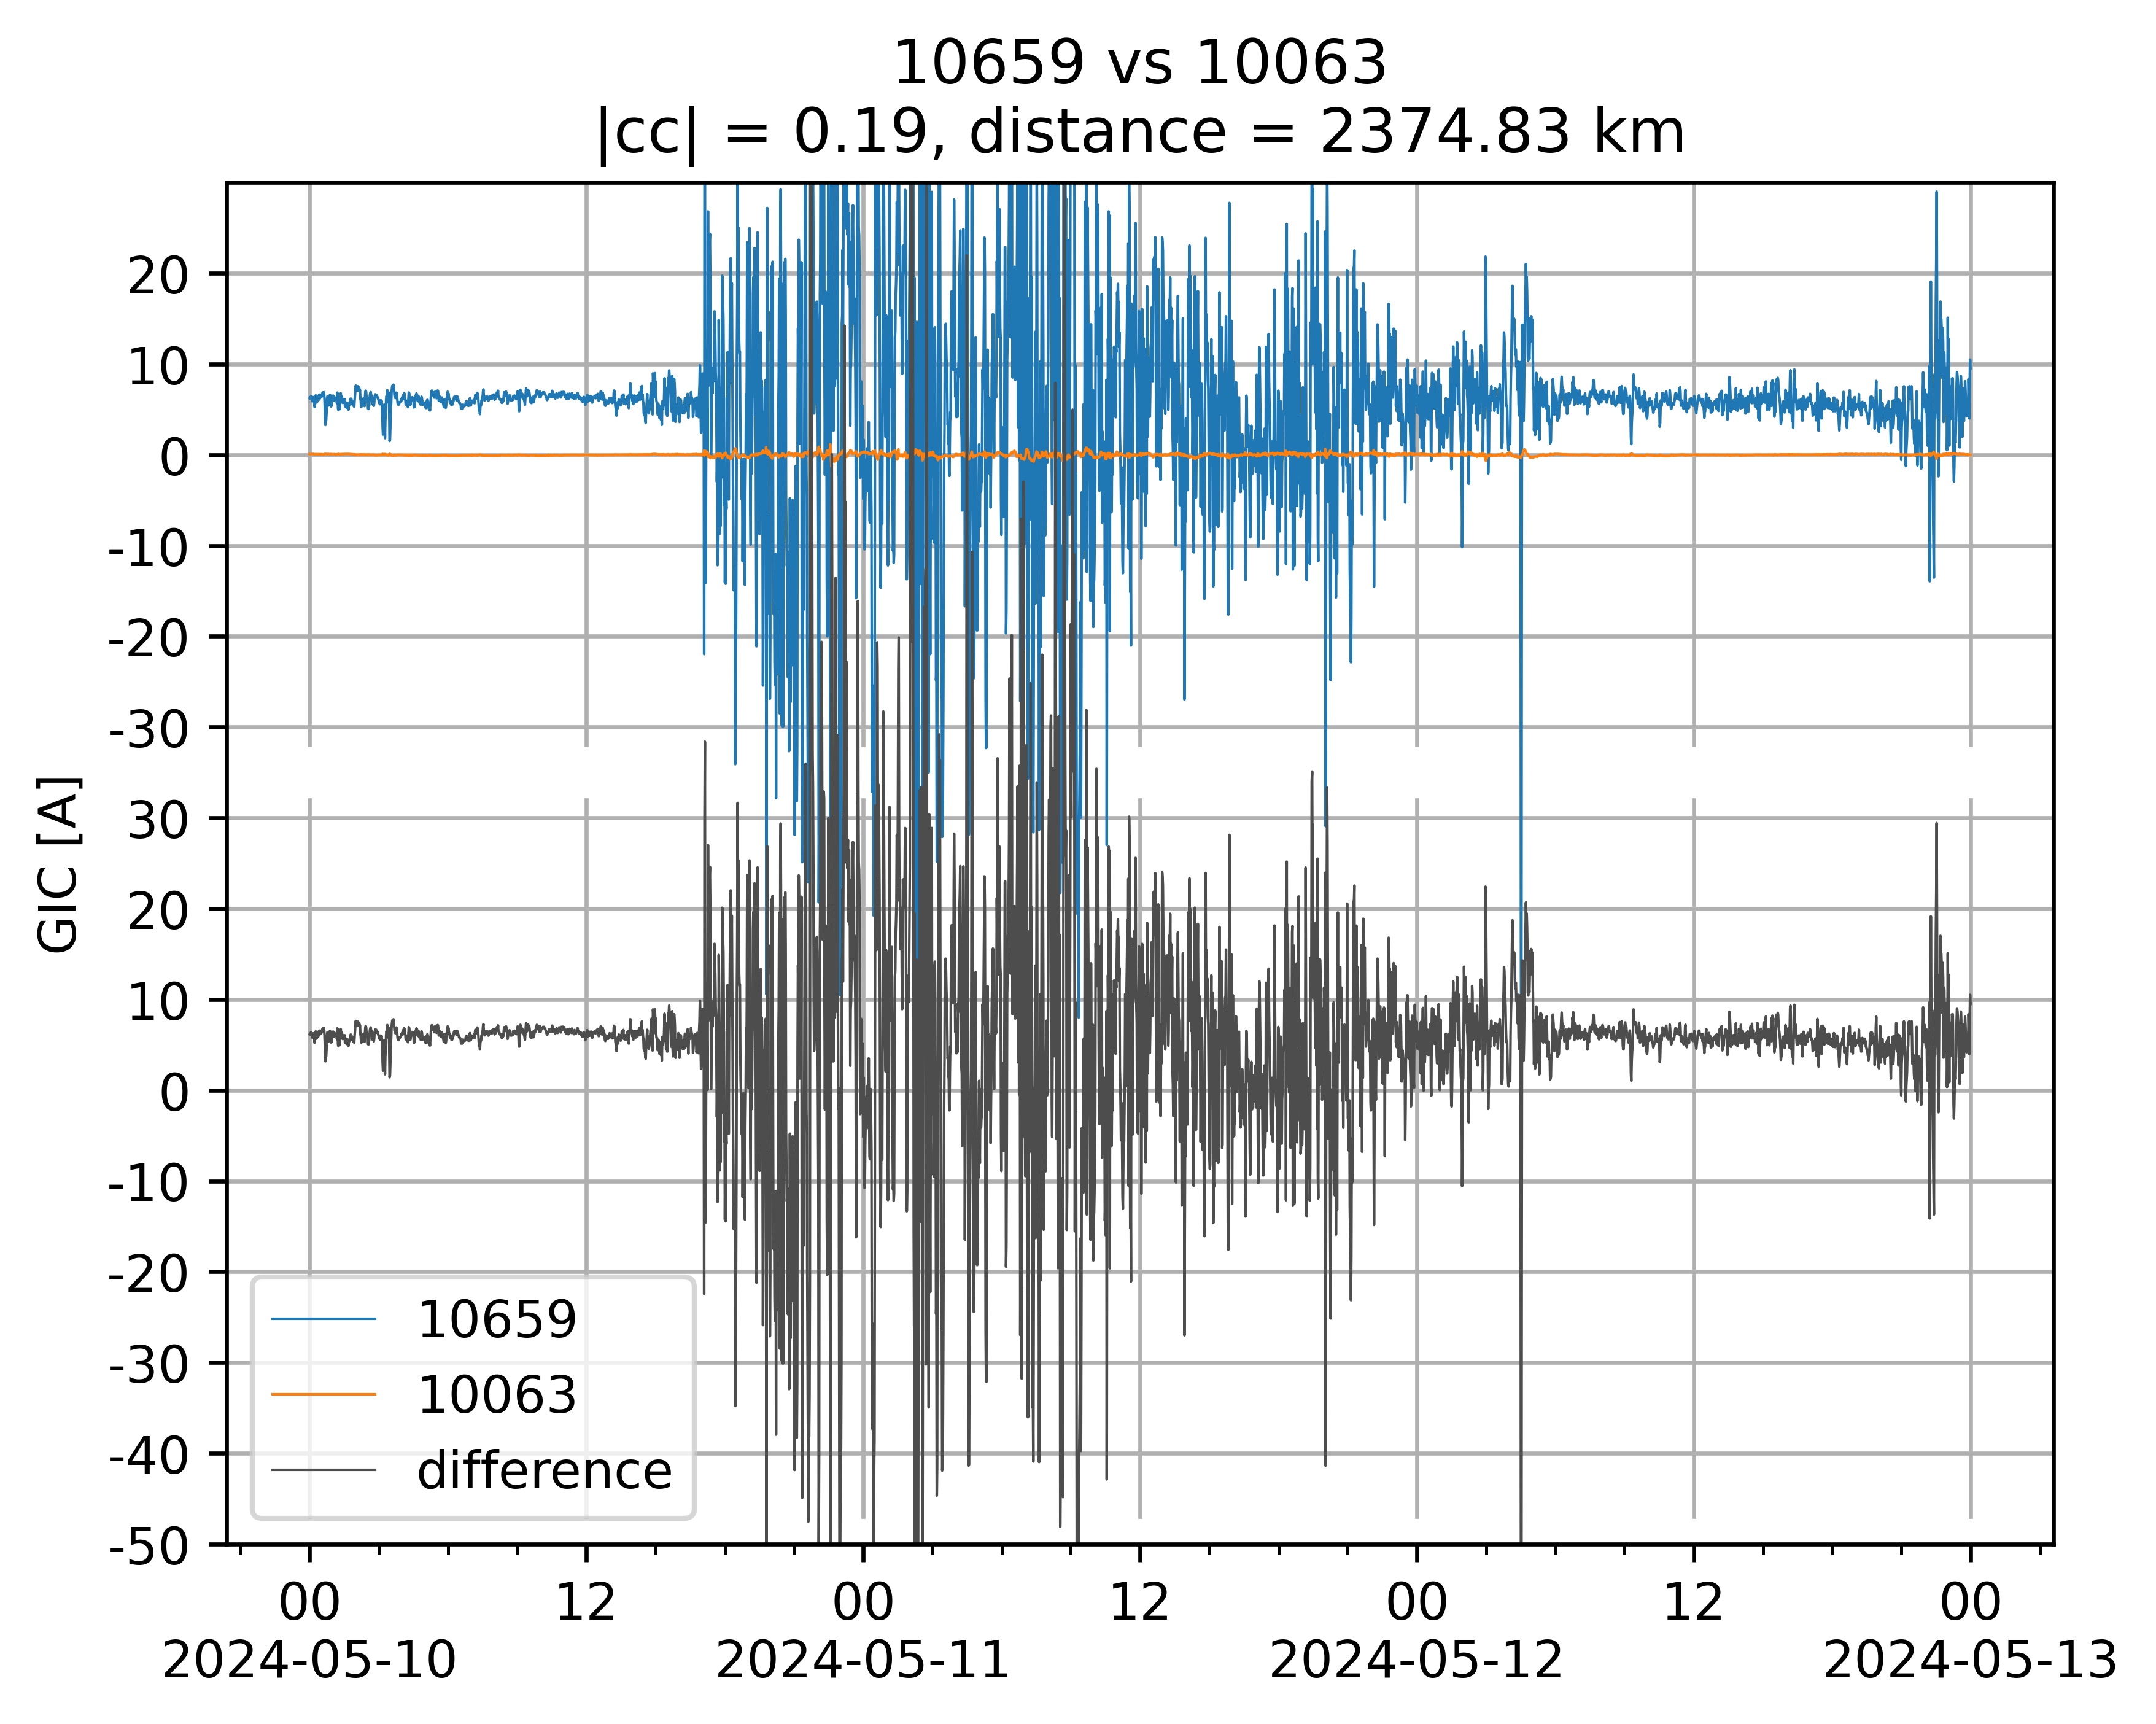 10659 vs 10063
|cc| = 0.19, distance = 2374.83 km
GIC [A]
20
10
0
-10
-20
-30
30
20
10
0
-10
-20
-30
-40
-50
10659
10063
difference
00 12 00 12 00 12 00
2024-05-10 2024-05-11 2024-05-12 2024-05-13